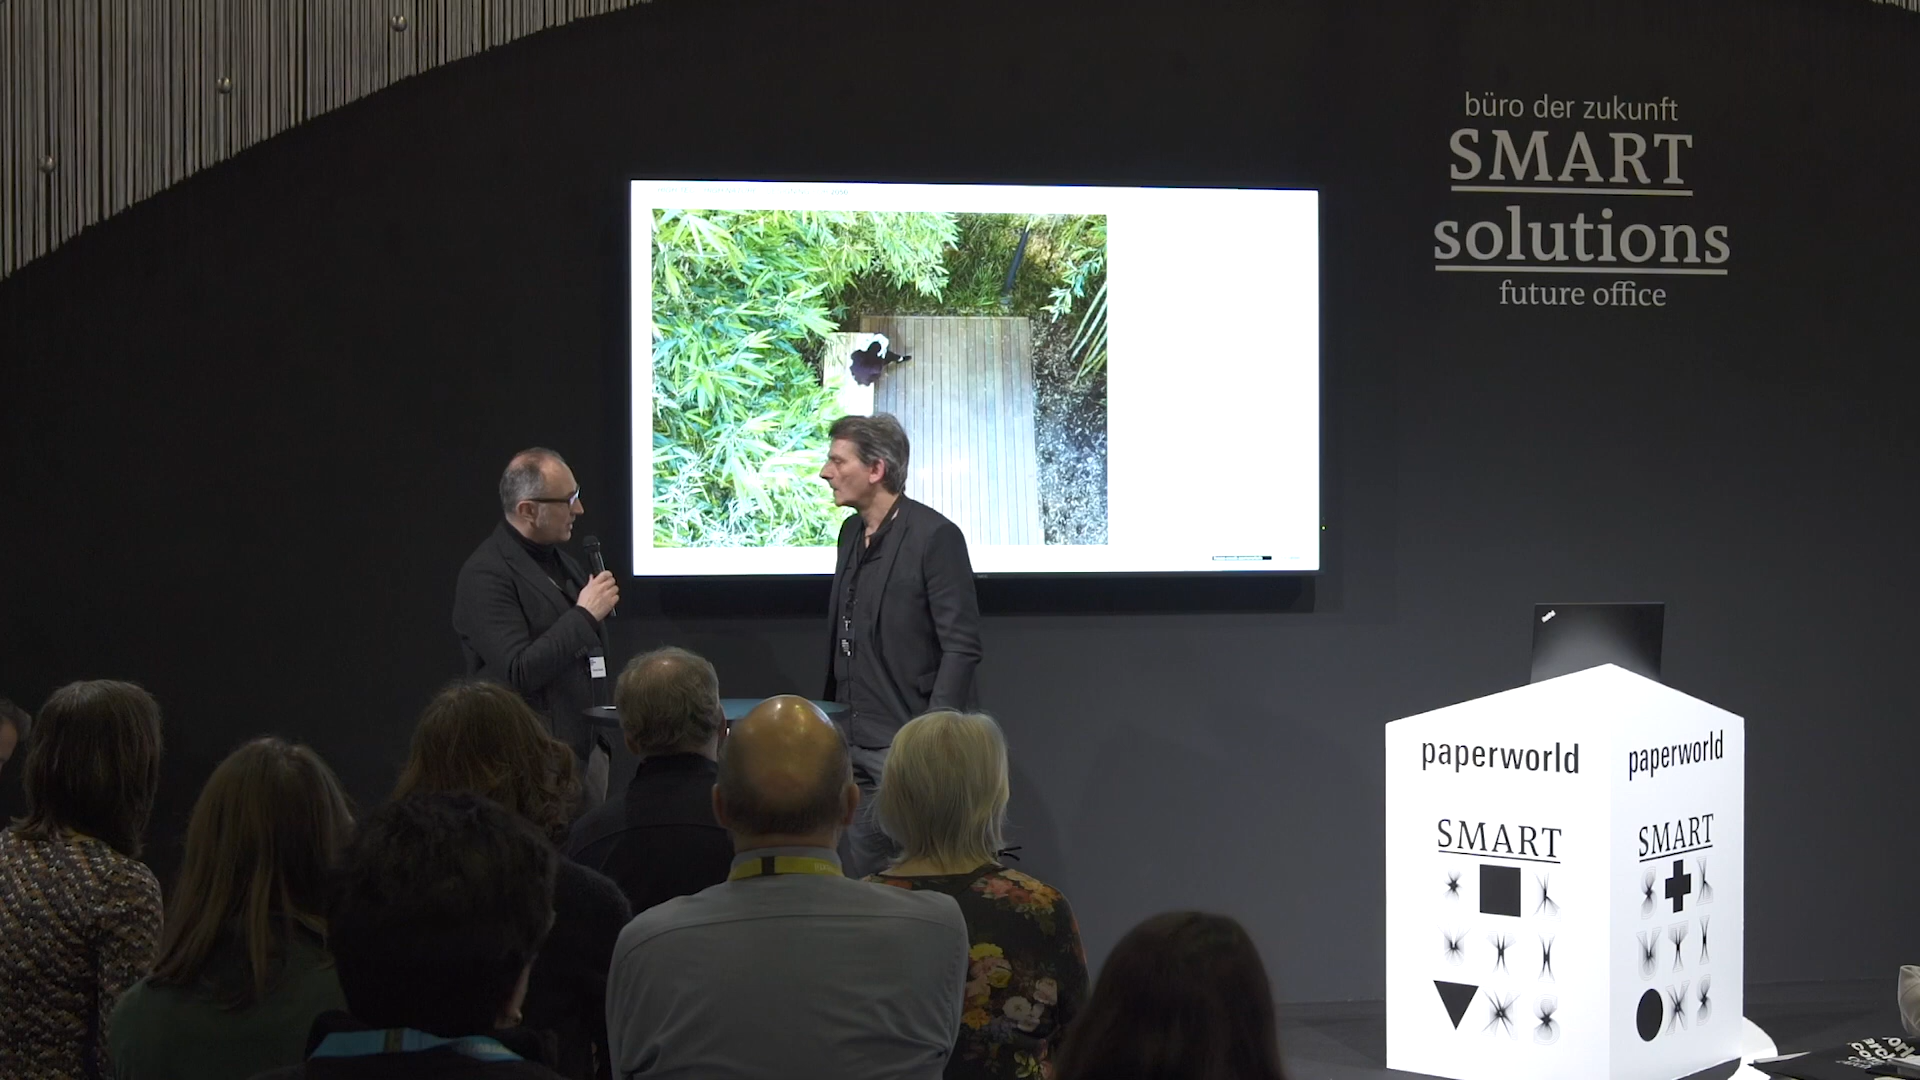 büro der zukunft
SMART
solutions
future office
paperworld
SMART
paperworld
SMART